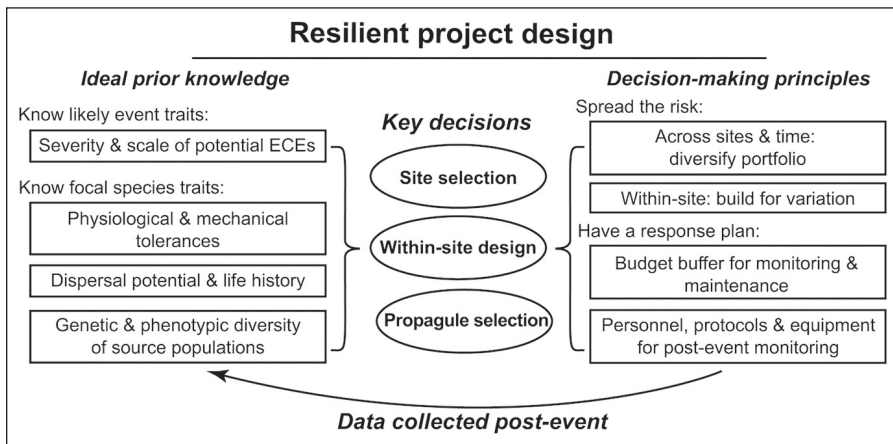 Resilient project design
Ideal prior knowledge
Know likely event traits:
Severity & scale of potential ECEs
Know focal species traits:
Physiological & mechanical
tolerances
Dispersal potential & life history
Genetic & phenotypic diversity
of source populations
Key decisions
Site selection
Within-site design
Propagule selection
Decision-making principles
Spread the risk:
Across sites & time:
diversify portfolio
Within-site: build for variation
Have a response plan:
Budget buffer for monitoring &
maintenance
Personnel, protocols & equipment
for post-event monitoring
Data collected post-event